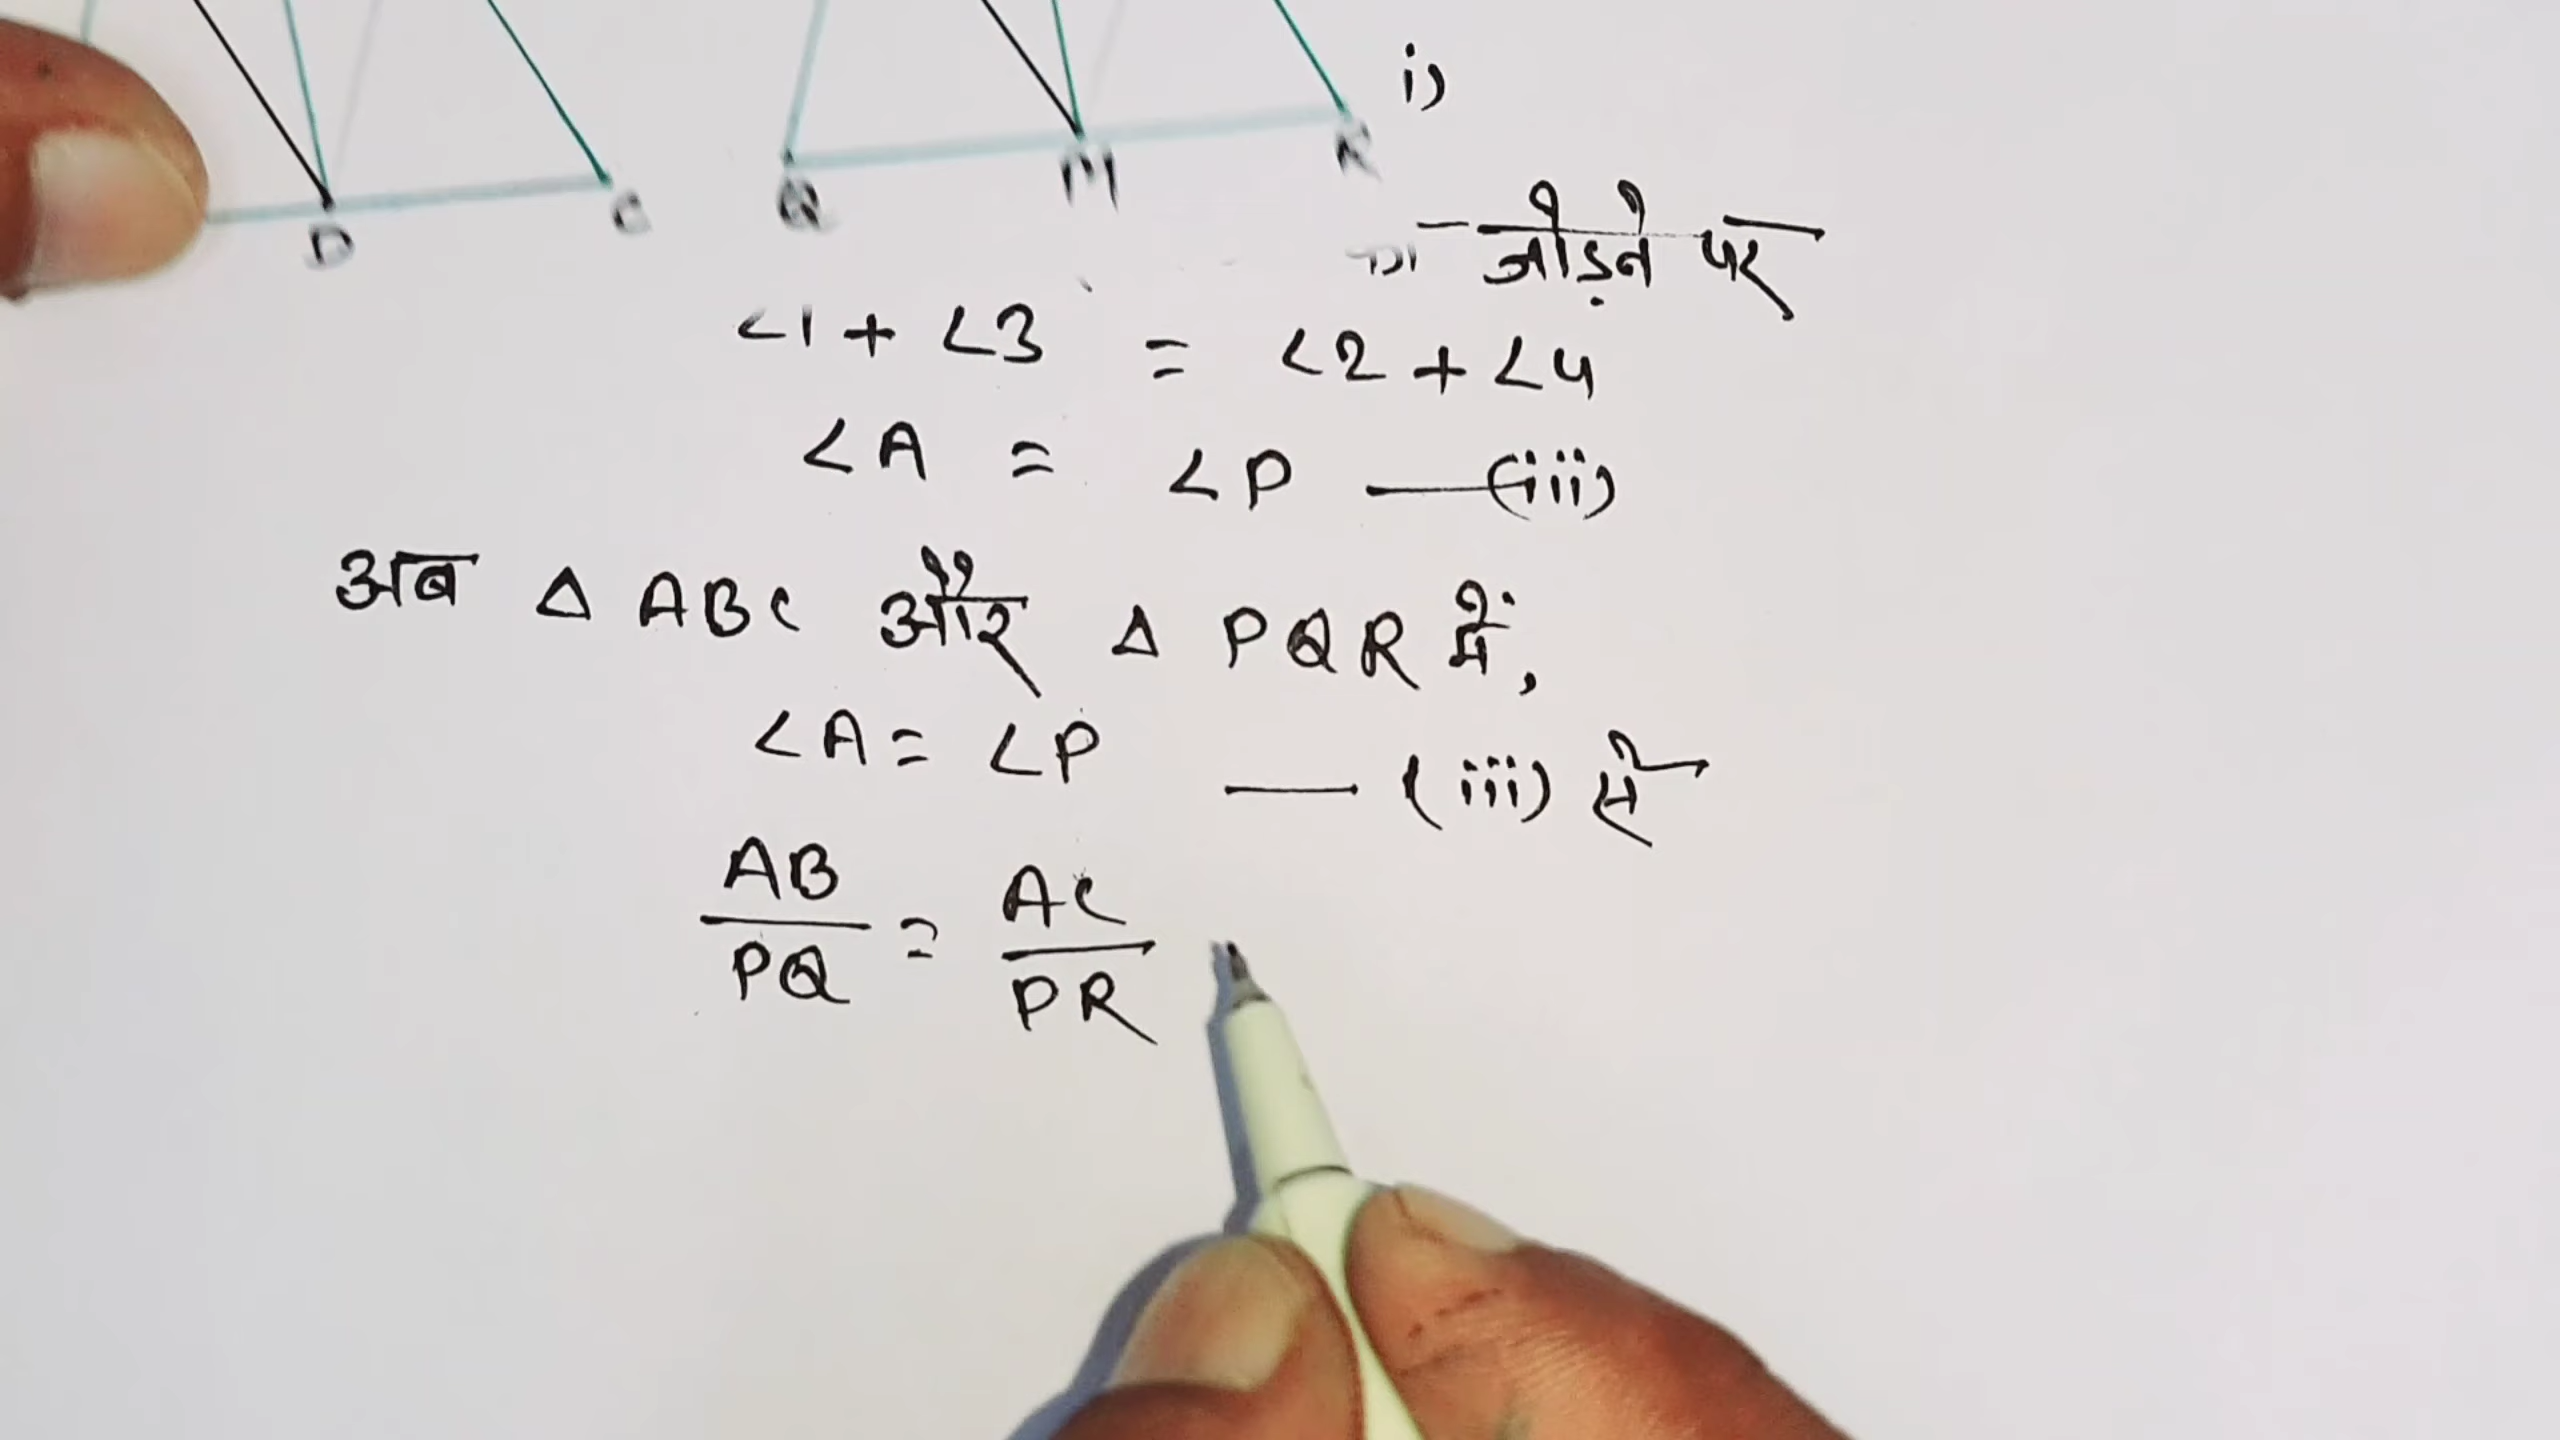 i)
D C Q M R
जोड़ने पर
<1 + <3 = <2 + <4
<A = <P —(iii)
अब △ ABC और △ PQR में,
<A = <P — (iii) से
AB/PQ = AC/PR